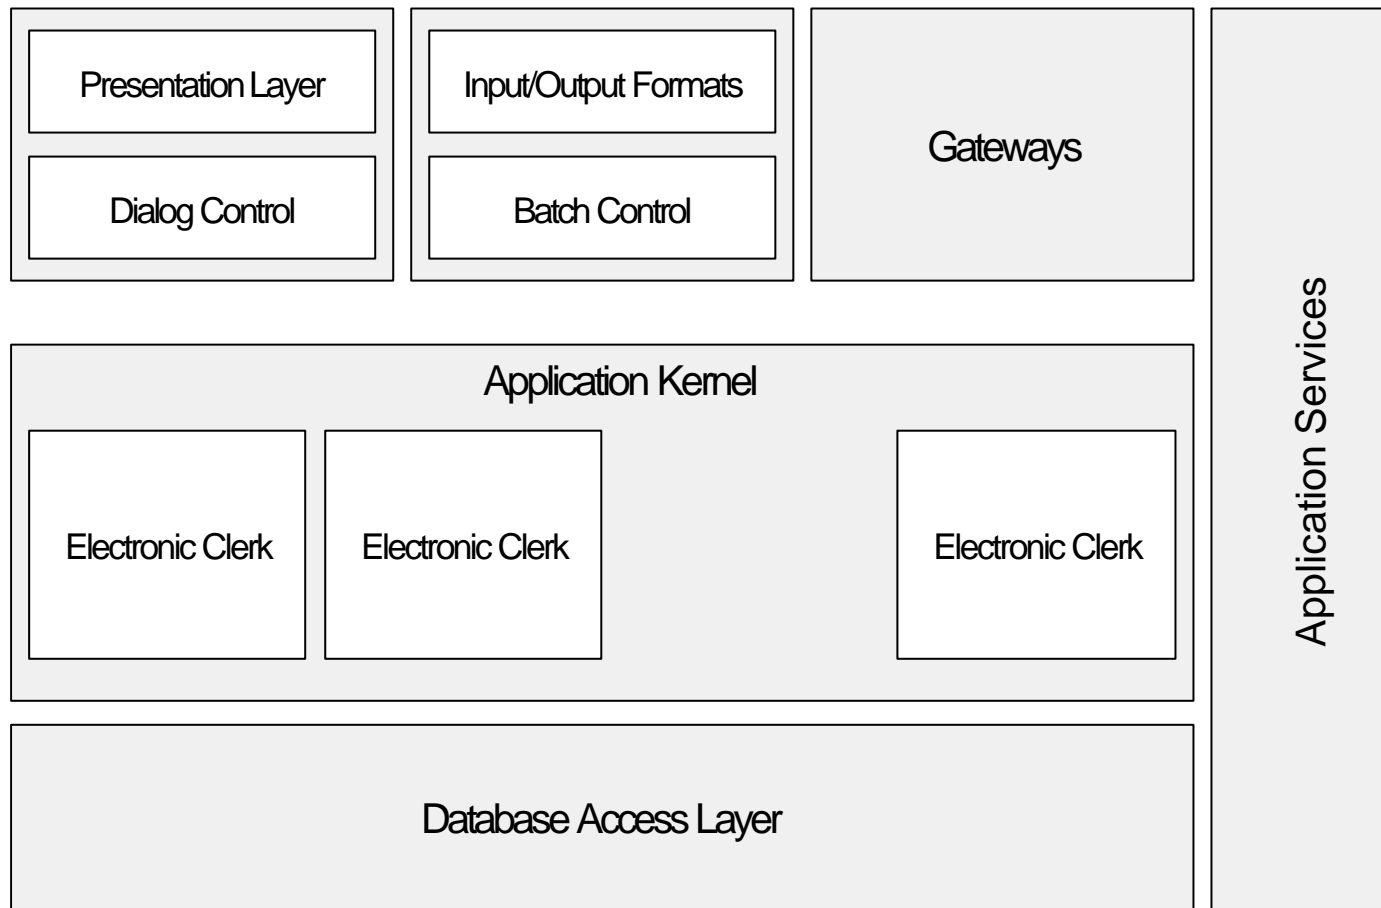 Presentation Layer
Dialog Control
Input/Output Formats
Batch Control
Gateways
Application Services
Application Kernel
Electronic Clerk
Electronic Clerk
Electronic Clerk
Database Access Layer